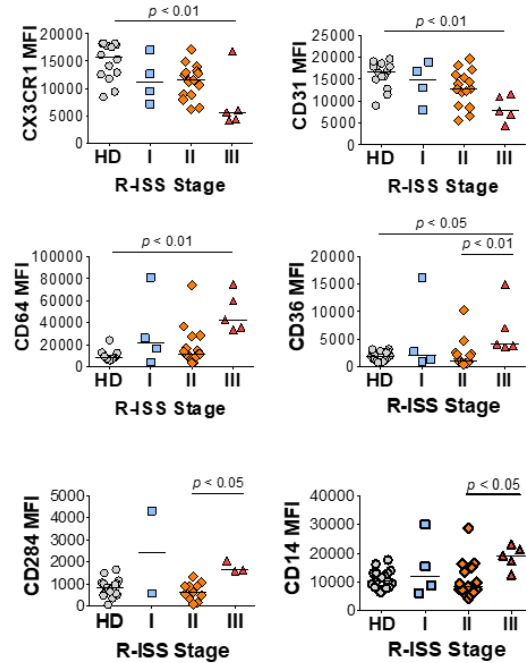 p < 0.01
CX3CR1 MFI
20000
15000
10000
5000
0
HD I II III
R-ISS Stage
p < 0.01
CD31 MFI
25000
20000
15000
10000
5000
0
HD I II III
R-ISS Stage
p < 0.01
CD64 MFI
100000
80000
60000
40000
20000
0
HD I II III
R-ISS Stage
p < 0.05
p < 0.01
CD36 MFI
20000
15000
10000
5000
0
HD I II III
R-ISS Stage
p < 0.05
CD284 MFI
5000
4000
3000
2000
1000
0
HD I II III
R-ISS Stage
p < 0.05
CD14 MFI
40000
30000
20000
10000
0
HD I II III
R-ISS Stage